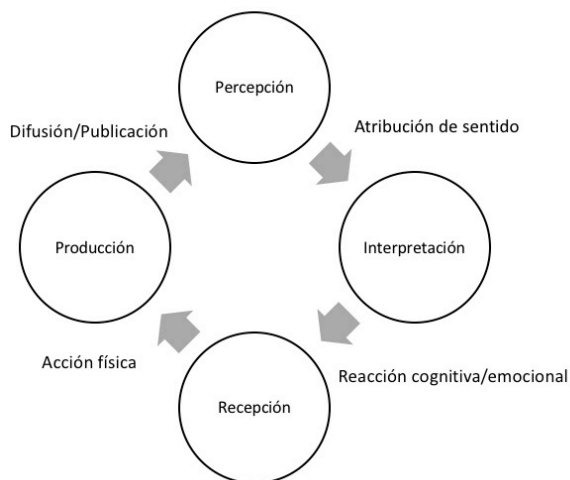 Percepción
Difusión/Publicación
Atribución de sentido
Producción
Interpretación
Acción física
Reacción cognitiva/emocional
Recepción